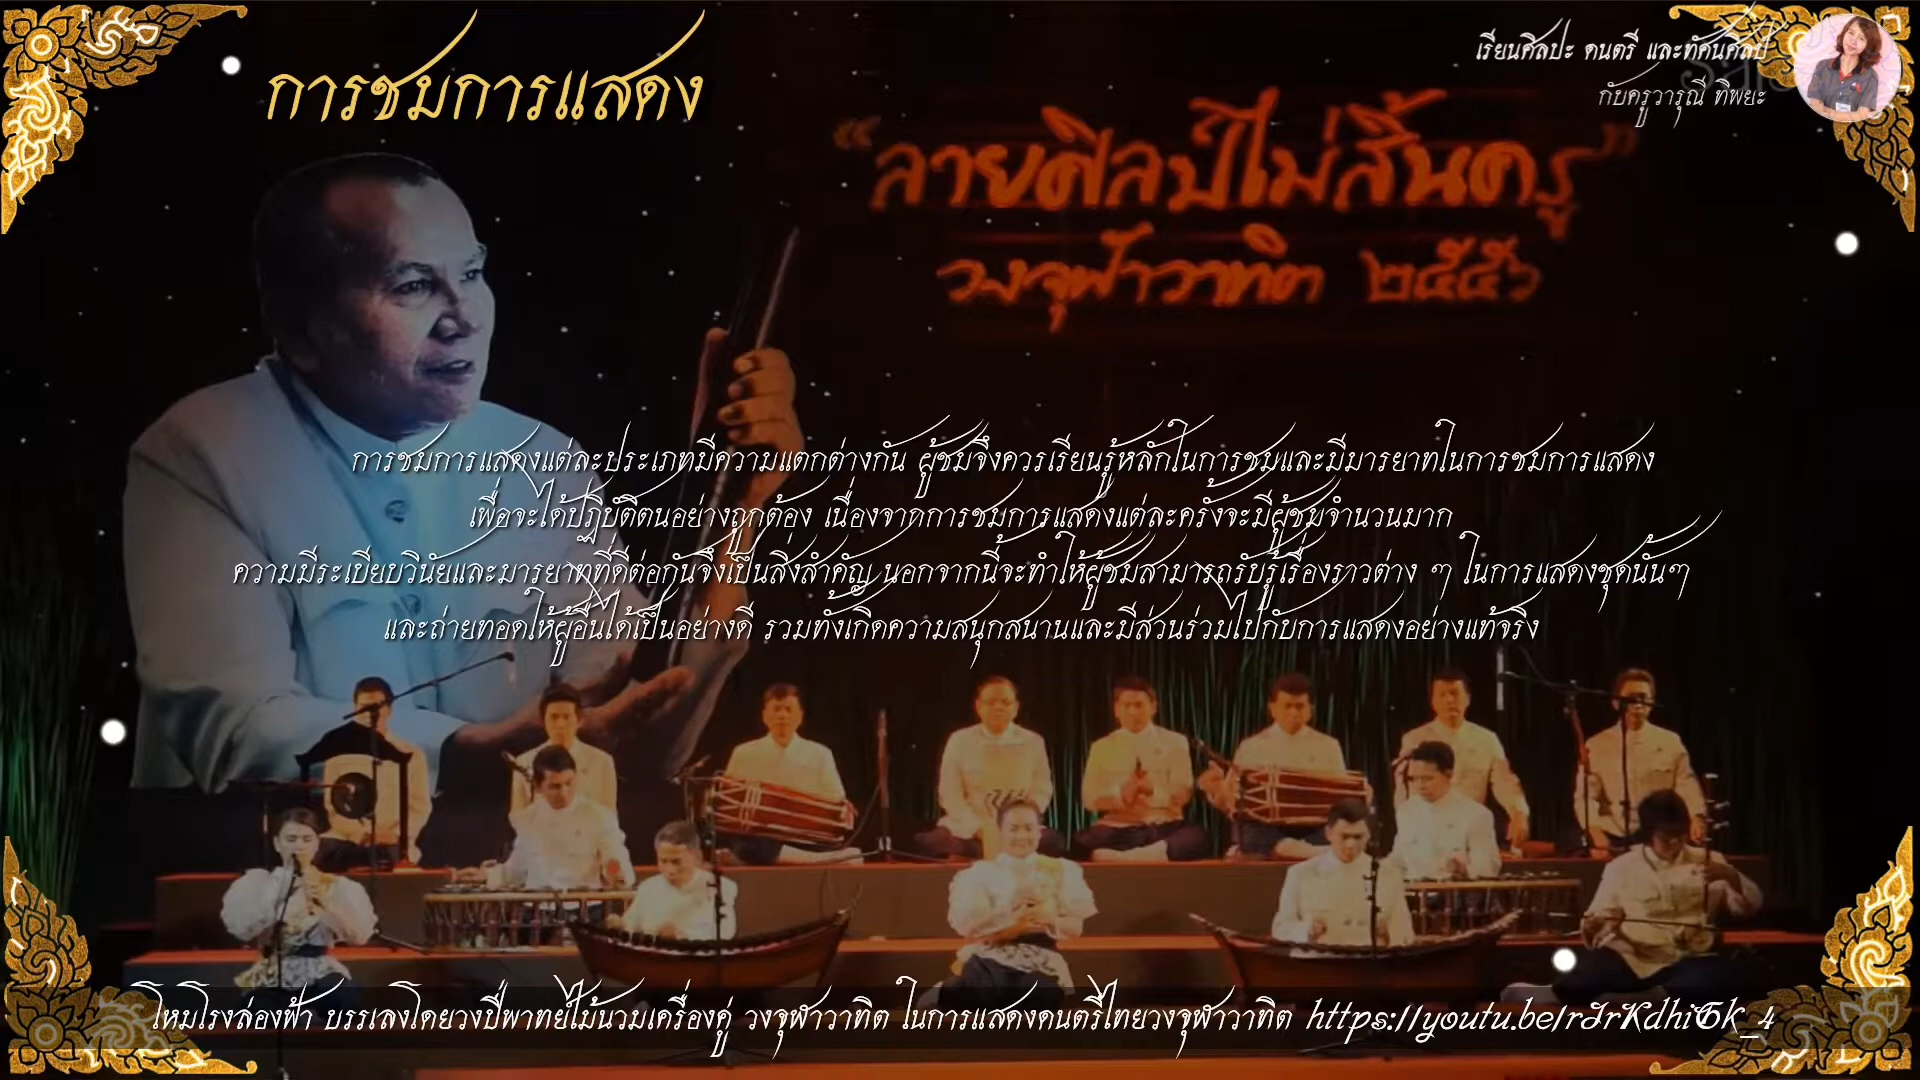 การชมการแสดง
เรียนศิลปะ ดนตรี และทัศนศิลป์
กับครูวารุณี ทิพยะ
“ลายศิลป์ไม่สิ้นครู”
วงจุฬาวาทิต ๒๕๕๖
การชมการแสดงแต่ละประเภทมีความแตกต่างกัน ผู้ชมจึงควรเรียนรู้หลักในการชมและมีมารยาทในการชมการแสดง
เพื่อจะได้ปฏิบัติตนอย่างถูกต้อง เนื่องจากการชมการแสดงแต่ละครั้งจะมีผู้ชมจำนวนมาก
ความมีระเบียบวินัยและมารยาทที่ดีต่อกันจึงเป็นสิ่งสำคัญ นอกจากนี้จะทำให้ผู้ชมสามารถรับรู้เรื่องราวต่าง ๆ ในการแสดงชุดนั้นๆ
และถ่ายทอดให้ผู้อื่นได้เป็นอย่างดี รวมทั้งเกิดความสนุกสนานและมีส่วนร่วมไปกับการแสดงอย่างแท้จริง
โหมโรงล่องฟ้า บรรเลงโดยวงปี่พาทย์ไม้นวมเครื่องคู่ วงจุฬาวาทิต ในการแสดงดนตรีไทยวงจุฬาวาทิต https://youtu.be/rJrKdhiGk_4